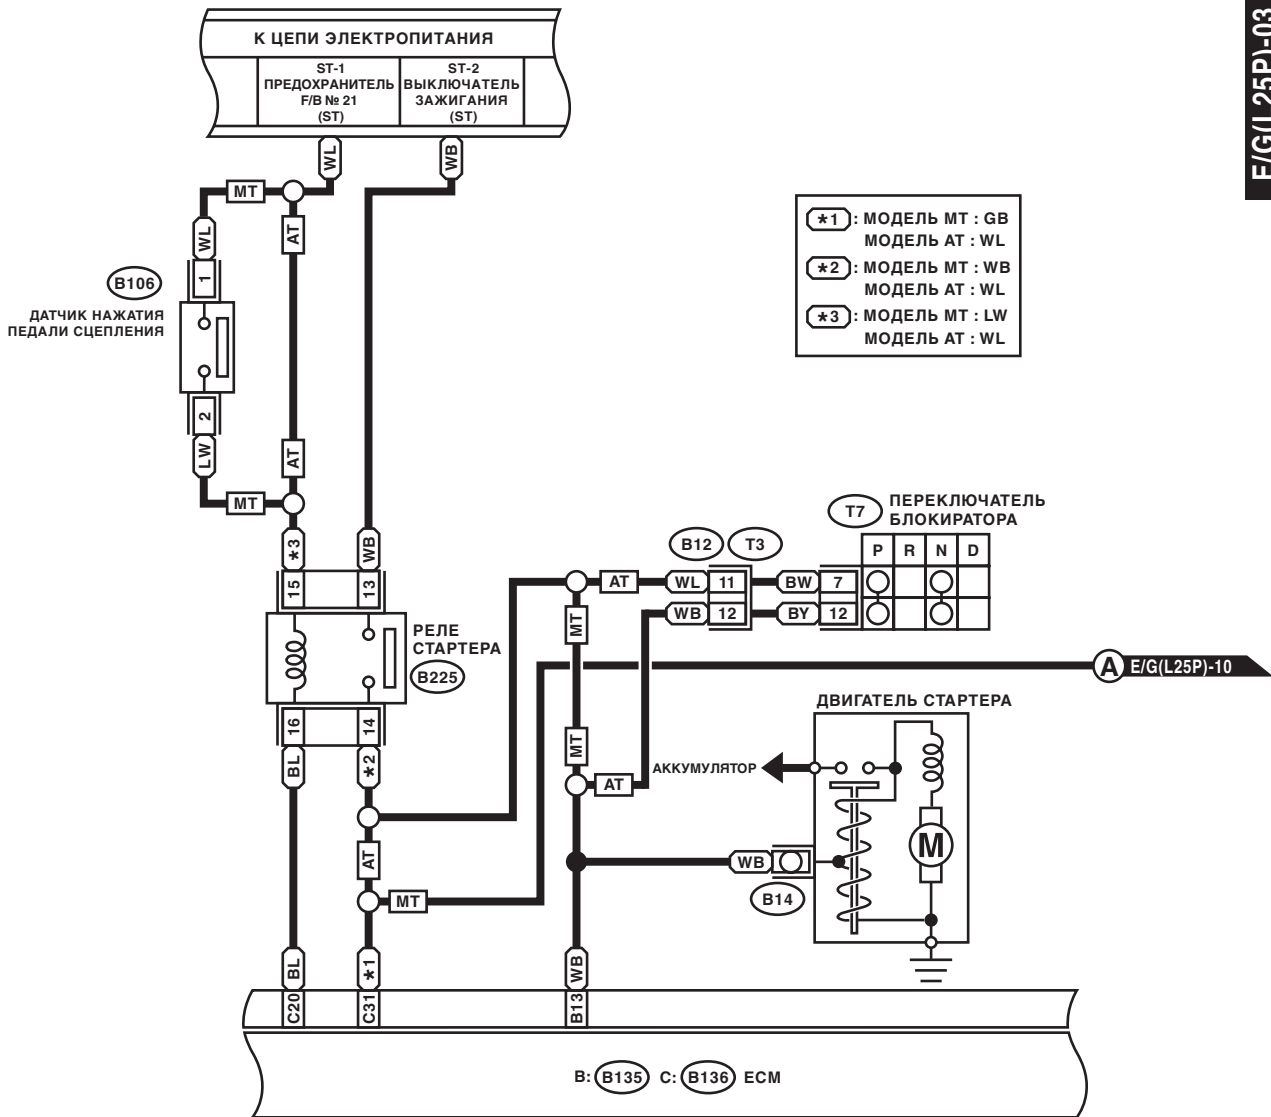 E/G(L25P)-03
К ЦЕПИ ЭЛЕКТРОПИТАНИЯ
ST-1
ПРЕДОХРАНИТЕЛЬ
F/B № 21
(ST)
ST-2
ВЫКЛЮЧАТЕЛЬ
ЗАЖИГАНИЯ
(ST)
WL
WB
MT
AT
WL
1
B106
ДАТЧИК НАЖАТИЯ
ПЕДАЛИ СЦЕПЛЕНИЯ
2
LW
AT
MT
*1 : МОДЕЛЬ MT : GB
МОДЕЛЬ AT : WL
*2 : МОДЕЛЬ MT : WB
МОДЕЛЬ AT : WL
*3 : МОДЕЛЬ MT : LW
МОДЕЛЬ AT : WL
*3
WB
15
13
РЕЛЕ
СТАРТЕРА
B225
16
14
BL
*2
T7
ПЕРЕКЛЮЧАТЕЛЬ
БЛОКИРАТОРА
B12
T3
P R N D
AT WL 11 BW 7
WB 12 BY 12
MT
A E/G(L25P)-10
ДВИГАТЕЛЬ СТАРТЕРА
MT
АККУМУЛЯТОР
AT
M
AT
WB
B14
MT
BL
*1
WB
C20
C31
B13
B: B135 C: B136 ECM